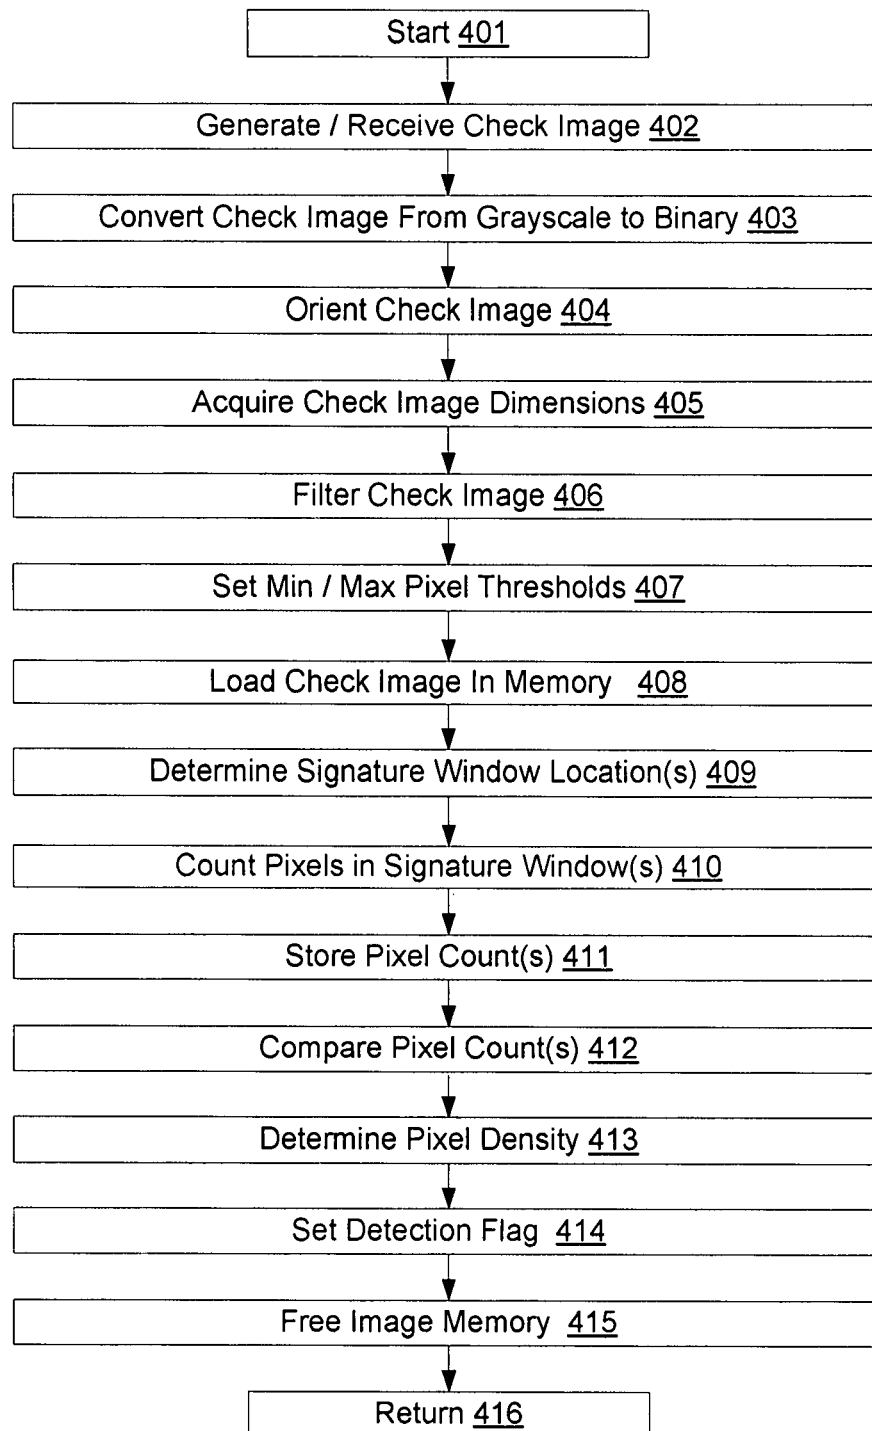 Start 401
Generate / Receive Check Image 402
Convert Check Image From Grayscale to Binary 403
Orient Check Image 404
Acquire Check Image Dimensions 405
Filter Check Image 406
Set Min / Max Pixel Thresholds 407
Load Check Image In Memory 408
Determine Signature Window Location(s) 409
Count Pixels in Signature Window(s) 410
Store Pixel Count(s) 411
Compare Pixel Count(s) 412
Determine Pixel Density 413
Set Detection Flag 414
Free Image Memory 415
Return 416